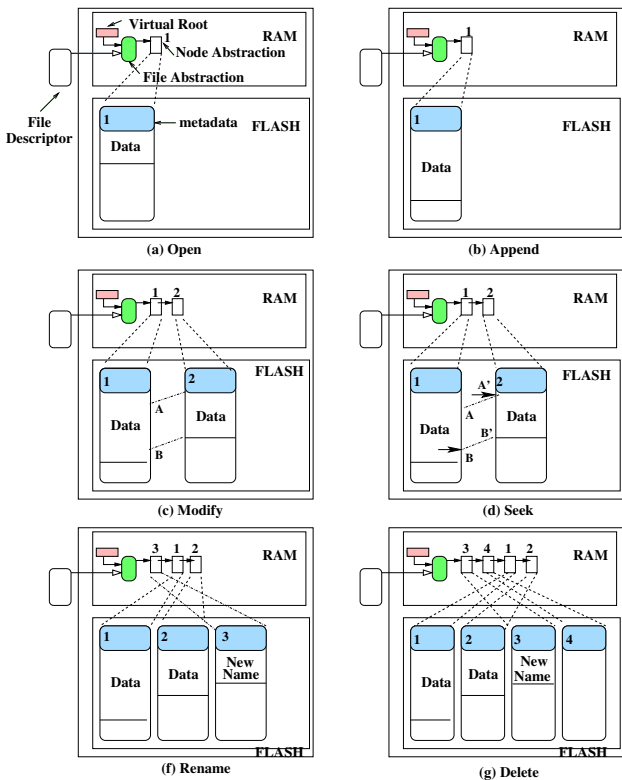 Virtual Root
RAM
1
Node Abstraction
File Abstraction
File
Descriptor
1
metadata
FLASH
Data
(a) Open
RAM
1
1
FLASH
Data
(b) Append
1 2
RAM
FLASH
1
2
Data
Data
A
B
(c) Modify
1 2
RAM
FLASH
1
A'
2
Data
A
Data
B'
B
(d) Seek
3 1 2
RAM
1
2
3
New
Name
Data
Data
FLASH
(f) Rename
3 4 1 2
RAM
1
2
3
4
New
Name
Data
Data
FLASH
(g) Delete